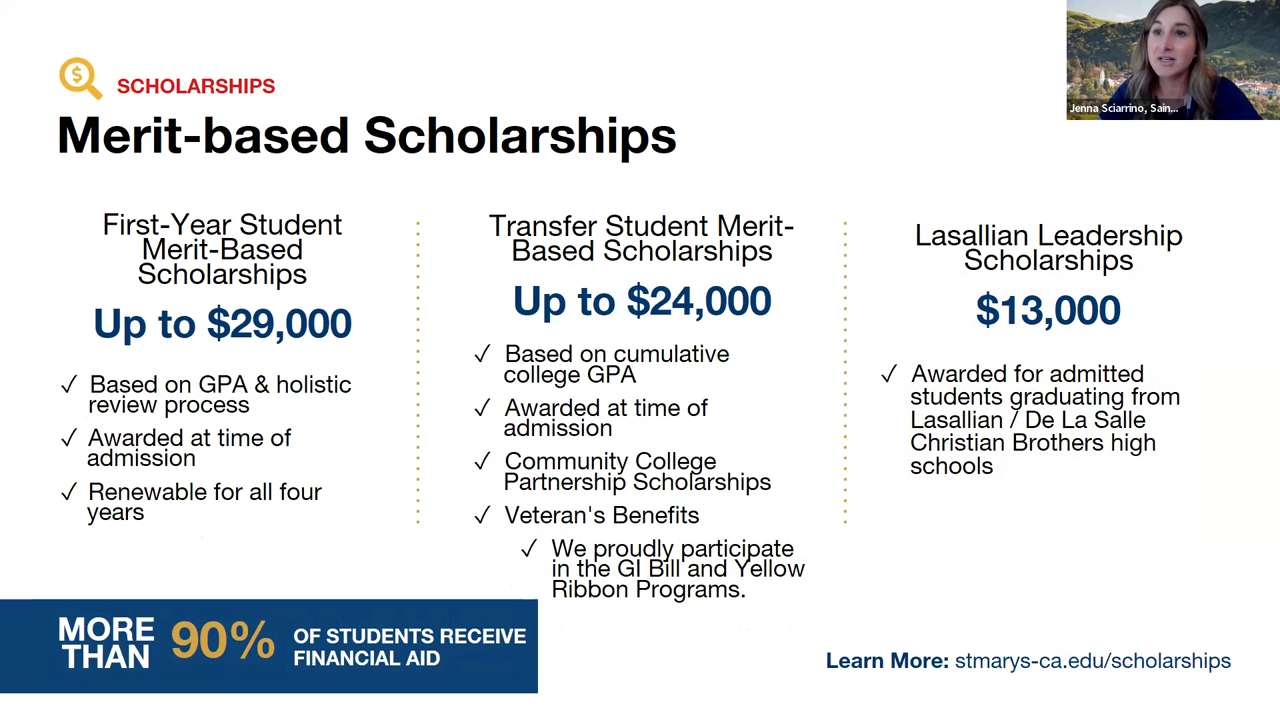 SCHOLARSHIPS
Merit-based Scholarships
First-Year Student
Merit-Based
Scholarships
Up to $29,000
✓ Based on GPA & holistic
review process
✓ Awarded at time of
admission
✓ Renewable for all four
years
Transfer Student Merit-
Based Scholarships
Up to $24,000
✓ Based on cumulative
college GPA
✓ Awarded at time of
admission
✓ Community College
Partnership Scholarships
✓ Veteran's Benefits
✓ We proudly participate
in the GI Bill and Yellow
Ribbon Programs.
Lasallian Leadership
Scholarships
$13,000
✓ Awarded for admitted
students graduating from
Lasallian / De La Salle
Christian Brothers high
schools
MORE
THAN
90%
OF STUDENTS RECEIVE
FINANCIAL AID
Learn More: stmarys-ca.edu/scholarships
Jenna Sciarrino, Sain...